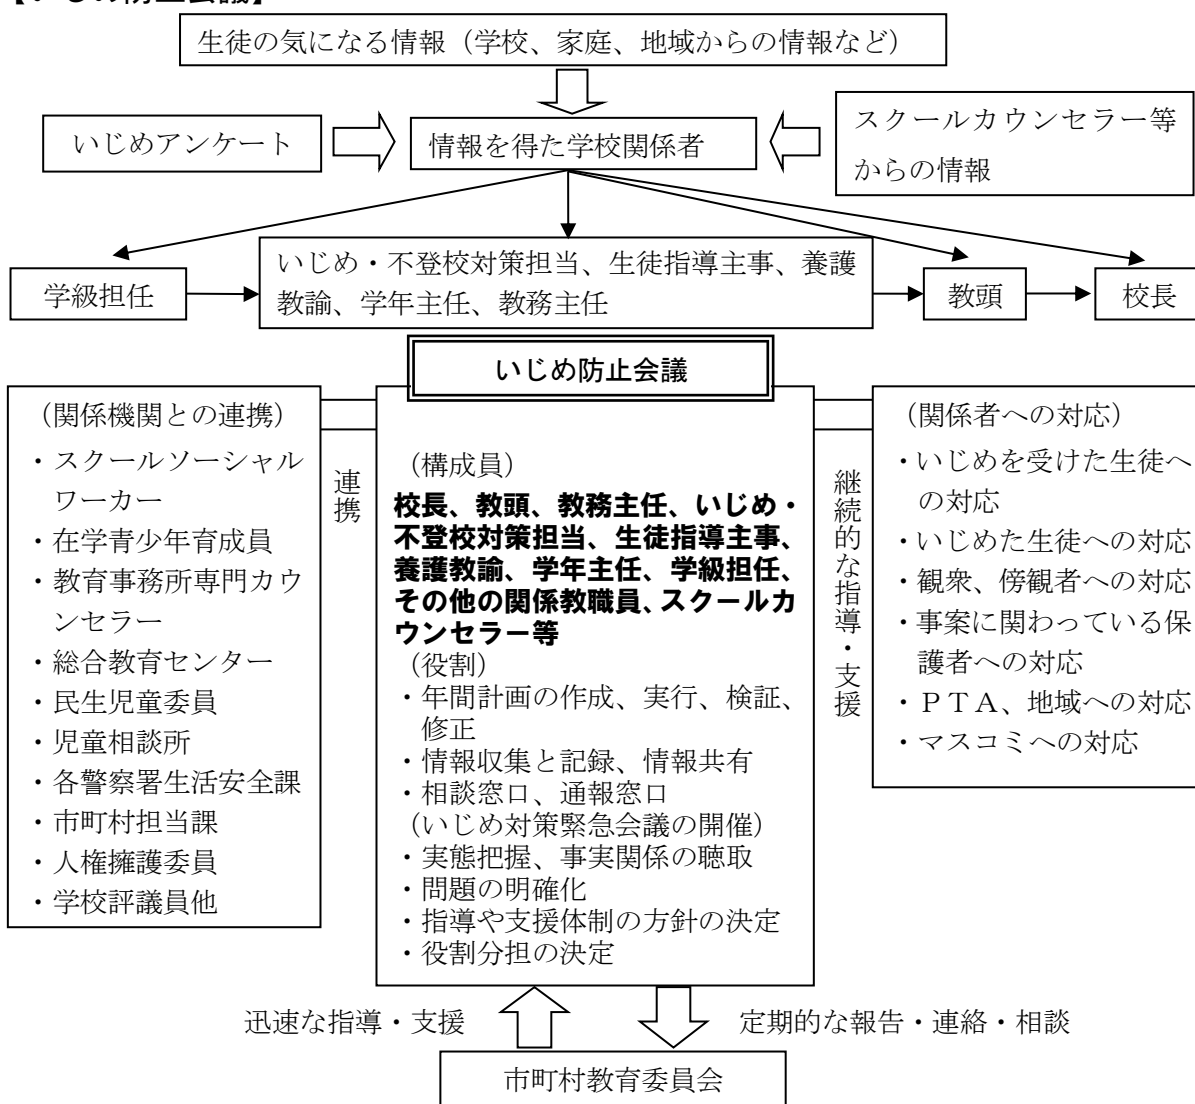 【いじめ防止会議】
生徒の気になる情報（学校、家庭、地域からの情報など）
いじめアンケート
情報を得た学校関係者
スクールカウンセラー等
からの情報
学級担任
いじめ・不登校対策担当、生徒指導主事、養護
教諭、学年主任、教務主任
教頭
校長
いじめ防止会議
（関係機関との連携）
・スクールソーシャル
ワーカー
・在学青少年育成員
・教育事務所専門カウ
ンセラー
・総合教育センター
・民生児童委員
・児童相談所
・各警察署生活安全課
・市町村担当課
・人権擁護委員
・学校評議員他
連携
（構成員）
校長、教頭、教務主任、いじめ・
不登校対策担当、生徒指導主事、
養護教諭、学年主任、学級担任、
その他の関係教職員、スクールカ
ウンセラー等
（役割）
・年間計画の作成、実行、検証、
修正
・情報収集と記録、情報共有
・相談窓口、通報窓口
（いじめ対策緊急会議の開催）
・実態把握、事実関係の聴取
・問題の明確化
・指導や支援体制の方針の決定
・役割分担の決定
継続的な指導・支援
（関係者への対応）
・いじめを受けた生徒へ
の対応
・いじめた生徒への対応
・観衆、傍観者への対応
・事案に関わっている保
護者への対応
・ＰＴＡ、地域への対応
・マスコミへの対応
迅速な指導・支援
定期的な報告・連絡・相談
市町村教育委員会